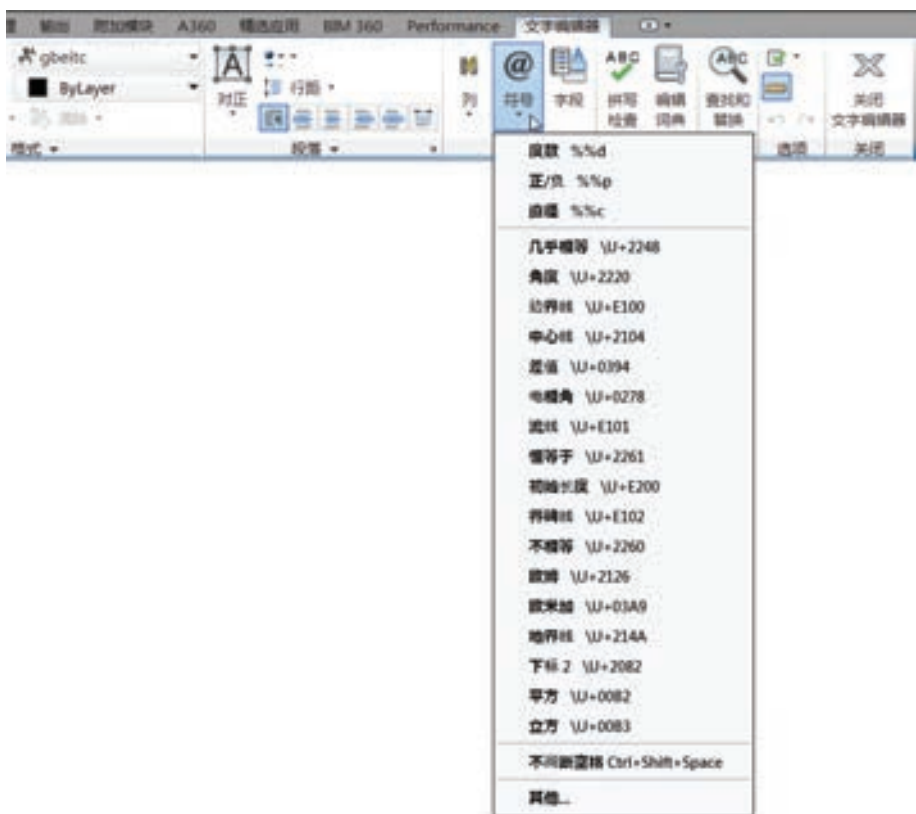 输出 附加模块 A360 精选应用 BIM 360 Performance 文字编辑器
gbeitc
ByLayer
A 对正
行距
列
@ 符号
字段
ABC 拼写检查
编辑词典
ABC 查找和替换
关闭文字编辑器
段落
选项
关闭
度数 %%d
正/负 %%p
直径 %%c
几乎相等 \U+2248
角度 \U+2220
边界线 \U+E100
中心线 \U+2104
差值 \U+0394
电相角 \U+0278
流线 \U+E101
恒等于 \U+2261
初始长度 \U+E200
界碑线 \U+E102
不相等 \U+2260
欧姆 \U+2126
欧米加 \U+03A9
地界线 \U+214A
下标 2 \U+2082
平方 \U+00B2
立方 \U+00B3
不间断空格 Ctrl+Shift+Space
其他...